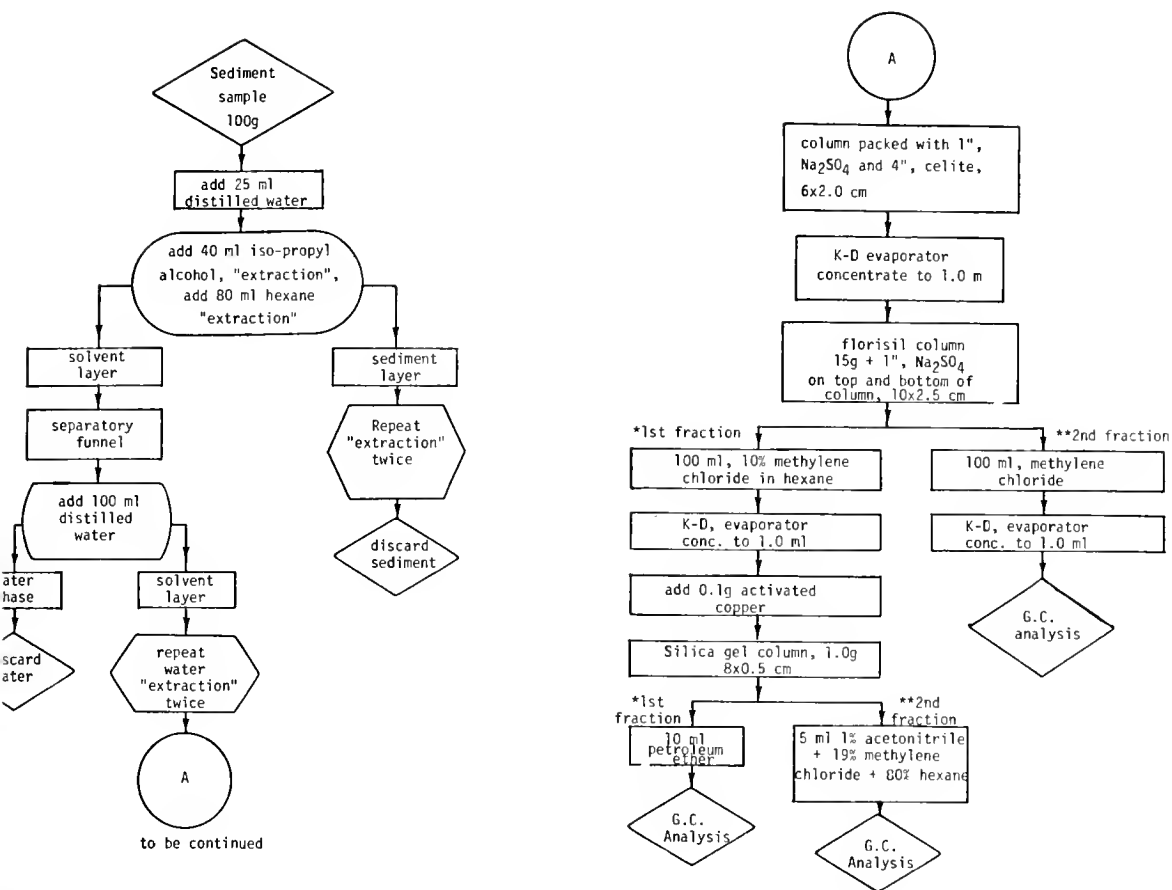 Sediment
sample
100g
add 25 ml
distilled water
add 40 ml iso-propyl
alcohol, "extraction",
add 80 ml hexane
"extraction"
solvent
layer
separatory
funnel
add 100 ml
distilled
water
ater
hase
scard
ater
solvent
layer
repeat
water
"extraction"
twice
A
to be continued
sediment
layer
Repeat
"extraction"
twice
discard
sediment
A
column packed with 1",
Na₂SO₄ and 4", celite,
6x2.0 cm
K-D evaporator
concentrate to 1.0 m
florisil column
15g + 1", Na₂SO₄
on top and bottom of
column, 10x2.5 cm
*1st fraction
100 ml, 10% methylene
chloride in hexane
K-D, evaporator
conc. to 1.0 ml
add 0.1g activated
copper
Silica gel column, 1.0g
8x0.5 cm
*1st
fraction
10 ml
petroleum
ether
G.C.
Analysis
**2nd
fraction
5 ml 1% acetonitrile
+ 19% methylene
chloride + 80% hexane
G.C.
Analysis
**2nd fraction
100 ml, methylene
chloride
K-D, evaporator
conc. to 1.0 ml
G.C.
analysis